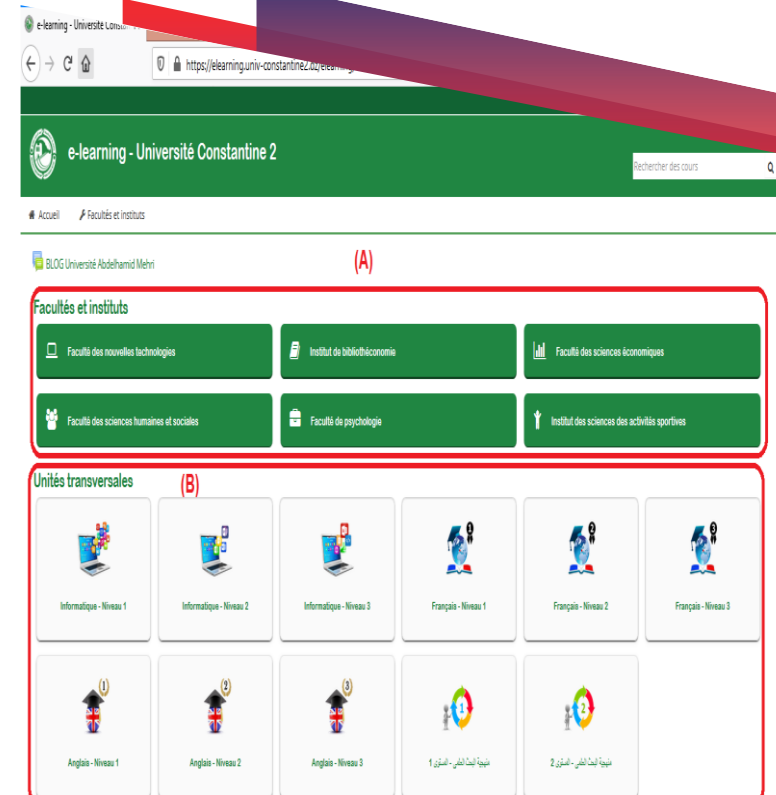 e-learning - Université Const
https://elearning.univ-constantine2.dz/elearning
e-learning - Université Constantine 2
Rechercher des cours
Accueil Facultés et instituts
BLOG Université Abdelhamid Mehri
(A)
Facultés et instituts
Faculté des nouvelles technologies
Institut de bibliothéconomie
Faculté des sciences économiques
Faculté des sciences humaines et sociales
Faculté de psychologie
Institut des sciences des activités sportives
Unités transversales
(B)
Informatique - Niveau 1
Informatique - Niveau 2
Informatique - Niveau 3
Français - Niveau 1
Français - Niveau 2
Français - Niveau 3
Anglais - Niveau 1
Anglais - Niveau 2
Anglais - Niveau 3
منهجية البحث العلمي - المستوى 1
منهجية البحث العلمي - المستوى 2